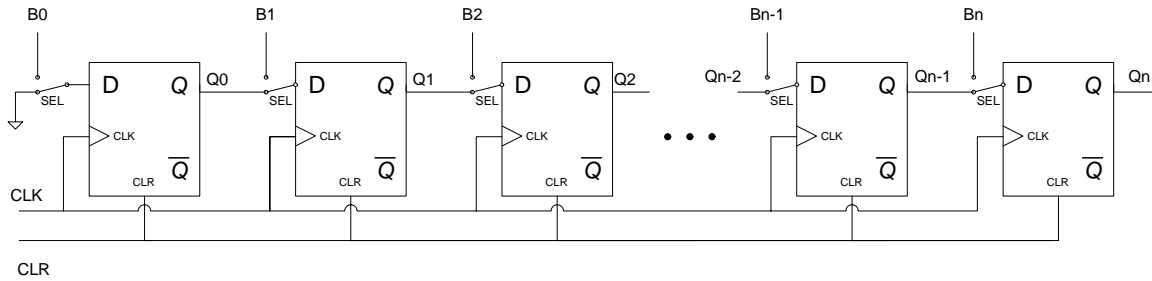 B0 B1 B2 Bn-1 Bn
D Q Q0 D Q Q1 D Q Q2 Qn-2 D Q Qn-1 D Q Qn
SEL SEL SEL SEL SEL
CLK CLK CLK CLK CLK
Q Q Q Q Q
CLR CLR CLR CLR CLR
CLK
CLR